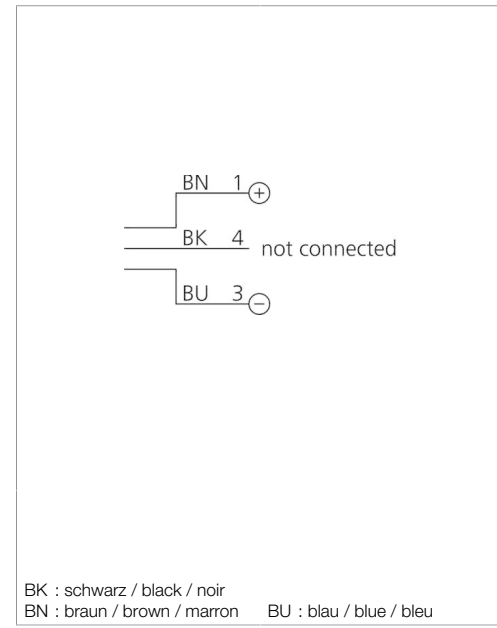 BN 1 +
BK 4 not connected
BU 3 −
BK : schwarz / black / noir
BN : braun / brown / marron BU : blau / blue / bleu